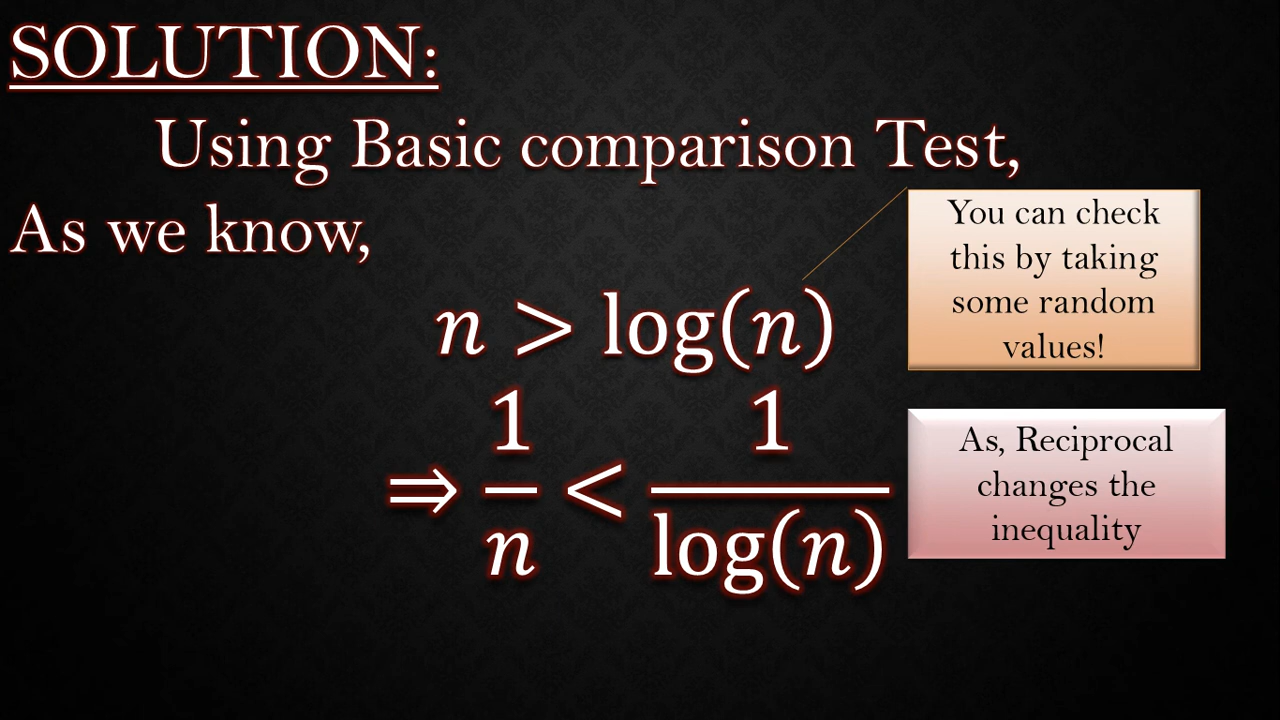 SOLUTION:
Using Basic comparison Test,
As we know,
n > log(n)
⇒ 1/n < 1/log(n)
You can check
this by taking
some random
values!
As, Reciprocal
changes the
inequality